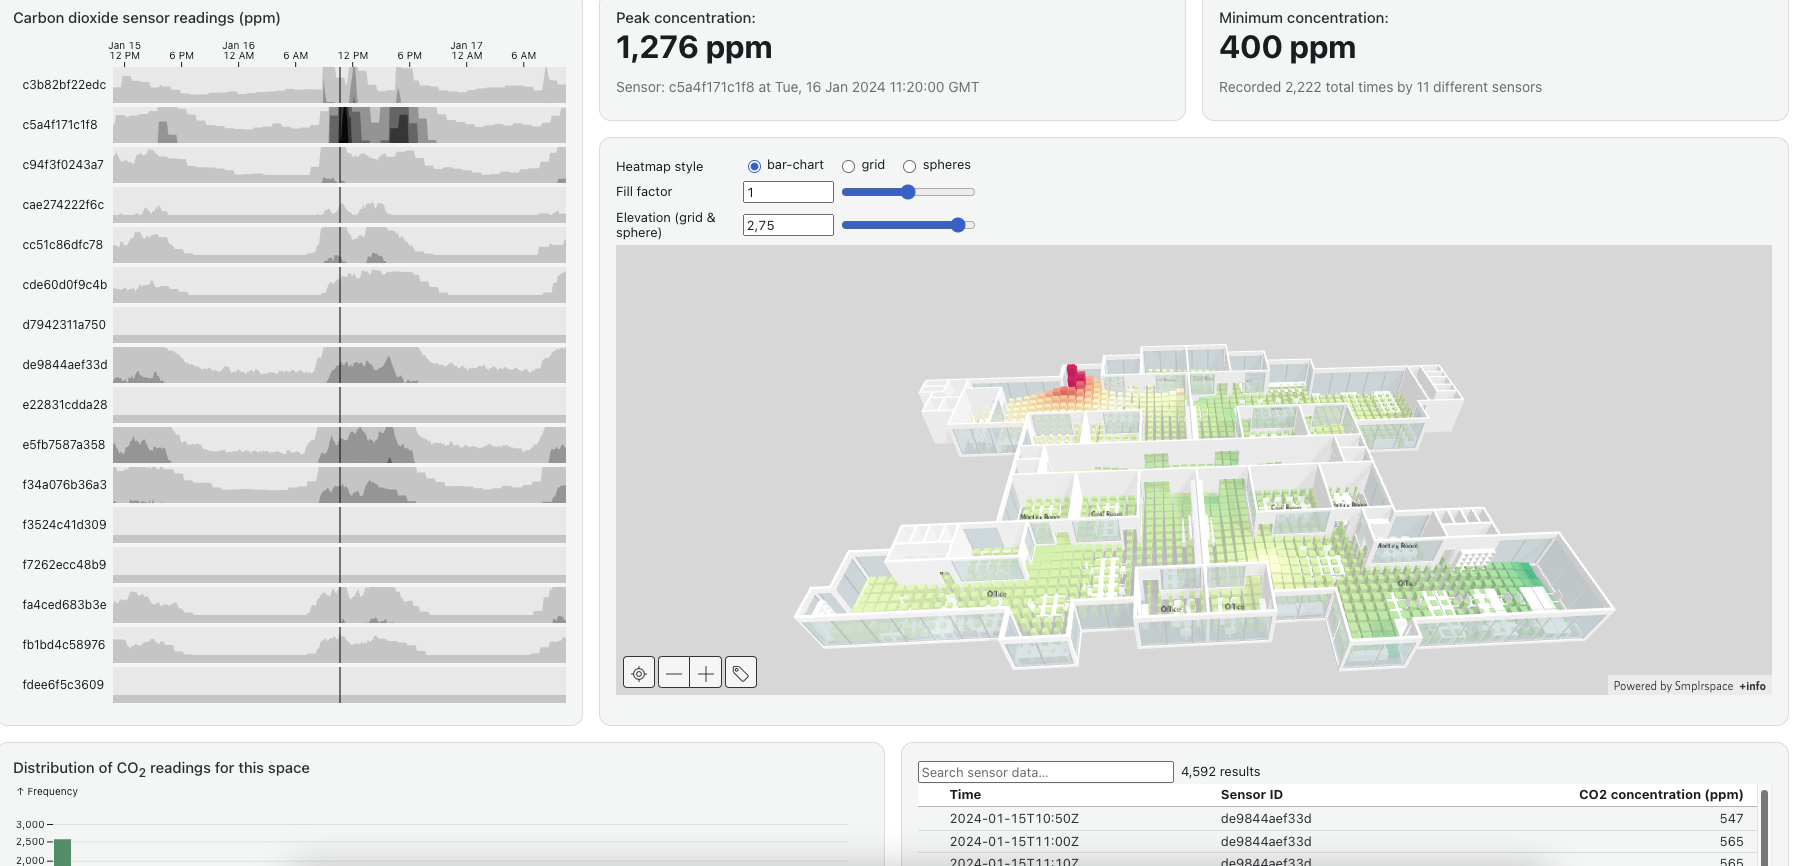 Carbon dioxide sensor readings (ppm)
Jan 15 Jan 16 Jan 17
12 PM 6 PM 12 AM 6 AM 12 PM 6 PM 12 AM 6 AM
c3b82bf22edc
c5a4f171c1f8
c94f3f0243a7
cae274222f6c
cc51c86dfc78
cde60d0f9c4b
d7942311a750
de9844aef33d
e22831cdda28
e5fb7587a358
f34a076b36a3
f3524c41d309
f7262ecc48b9
fa4ced683b3e
fb1bd4c58976
fdee6f5c3609
Peak concentration:
1,276 ppm
Sensor: c5a4f171c1f8 at Tue, 16 Jan 2024 11:20:00 GMT
Minimum concentration:
400 ppm
Recorded 2,222 total times by 11 different sensors
Heatmap style bar-chart grid spheres
Fill factor 1
Elevation (grid &
sphere) 2,75
Meeting Room
Meeting Room
Office
Office
Office
Office
Powered by Smplrspace +info
Distribution of CO2 readings for this space
↑ Frequency
3,000
2,500
2,000
Search sensor data... 4,592 results
Time Sensor ID CO2 concentration (ppm)
2024-01-15T10:50Z de9844aef33d 547
2024-01-15T11:00Z de9844aef33d 565
2024-01-15T11:10Z de9844aef33d 565